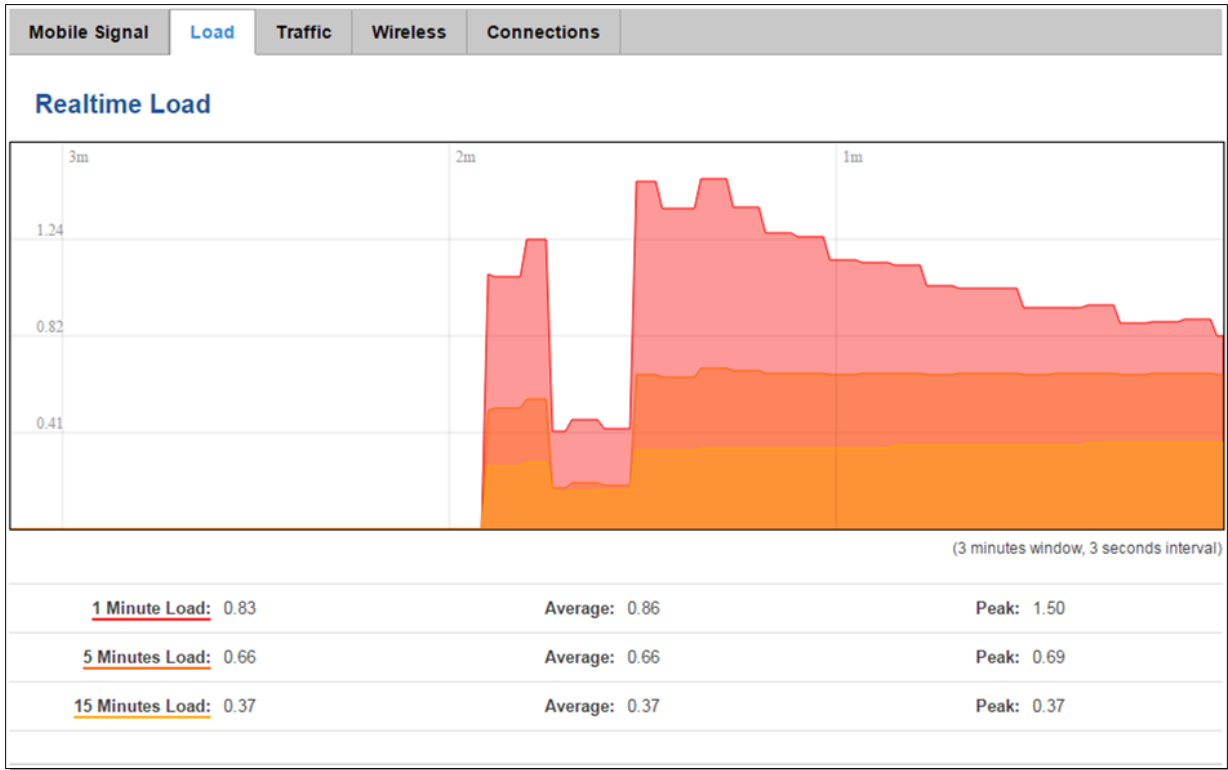 Mobile Signal Load Traffic Wireless Connections
Realtime Load
3m 2m 1m
1.24
0.82
0.41
(3 minutes window, 3 seconds interval)
1 Minute Load: 0.83 Average: 0.86 Peak: 1.50
5 Minutes Load: 0.66 Average: 0.66 Peak: 0.69
15 Minutes Load: 0.37 Average: 0.37 Peak: 0.37